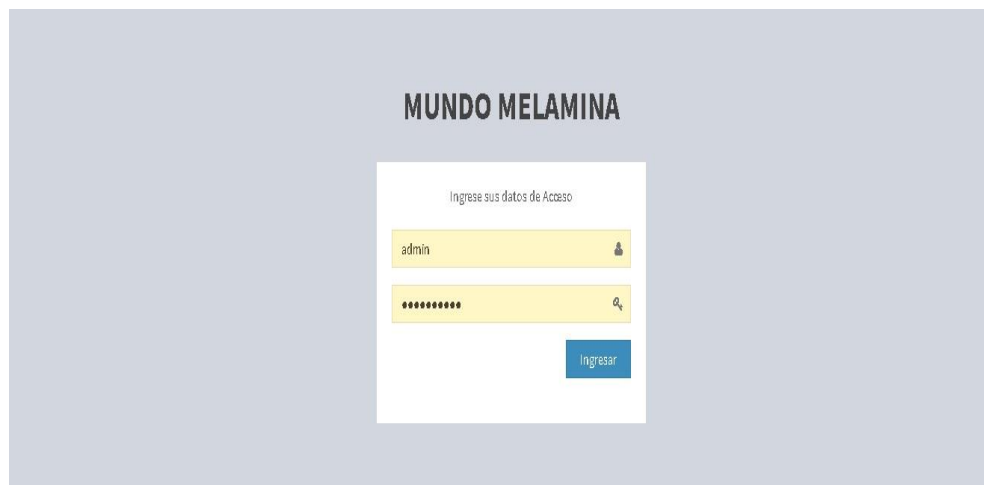 MUNDO MELAMINA
Ingrese sus datos de Acceso
admin
••••••••••
Ingresar